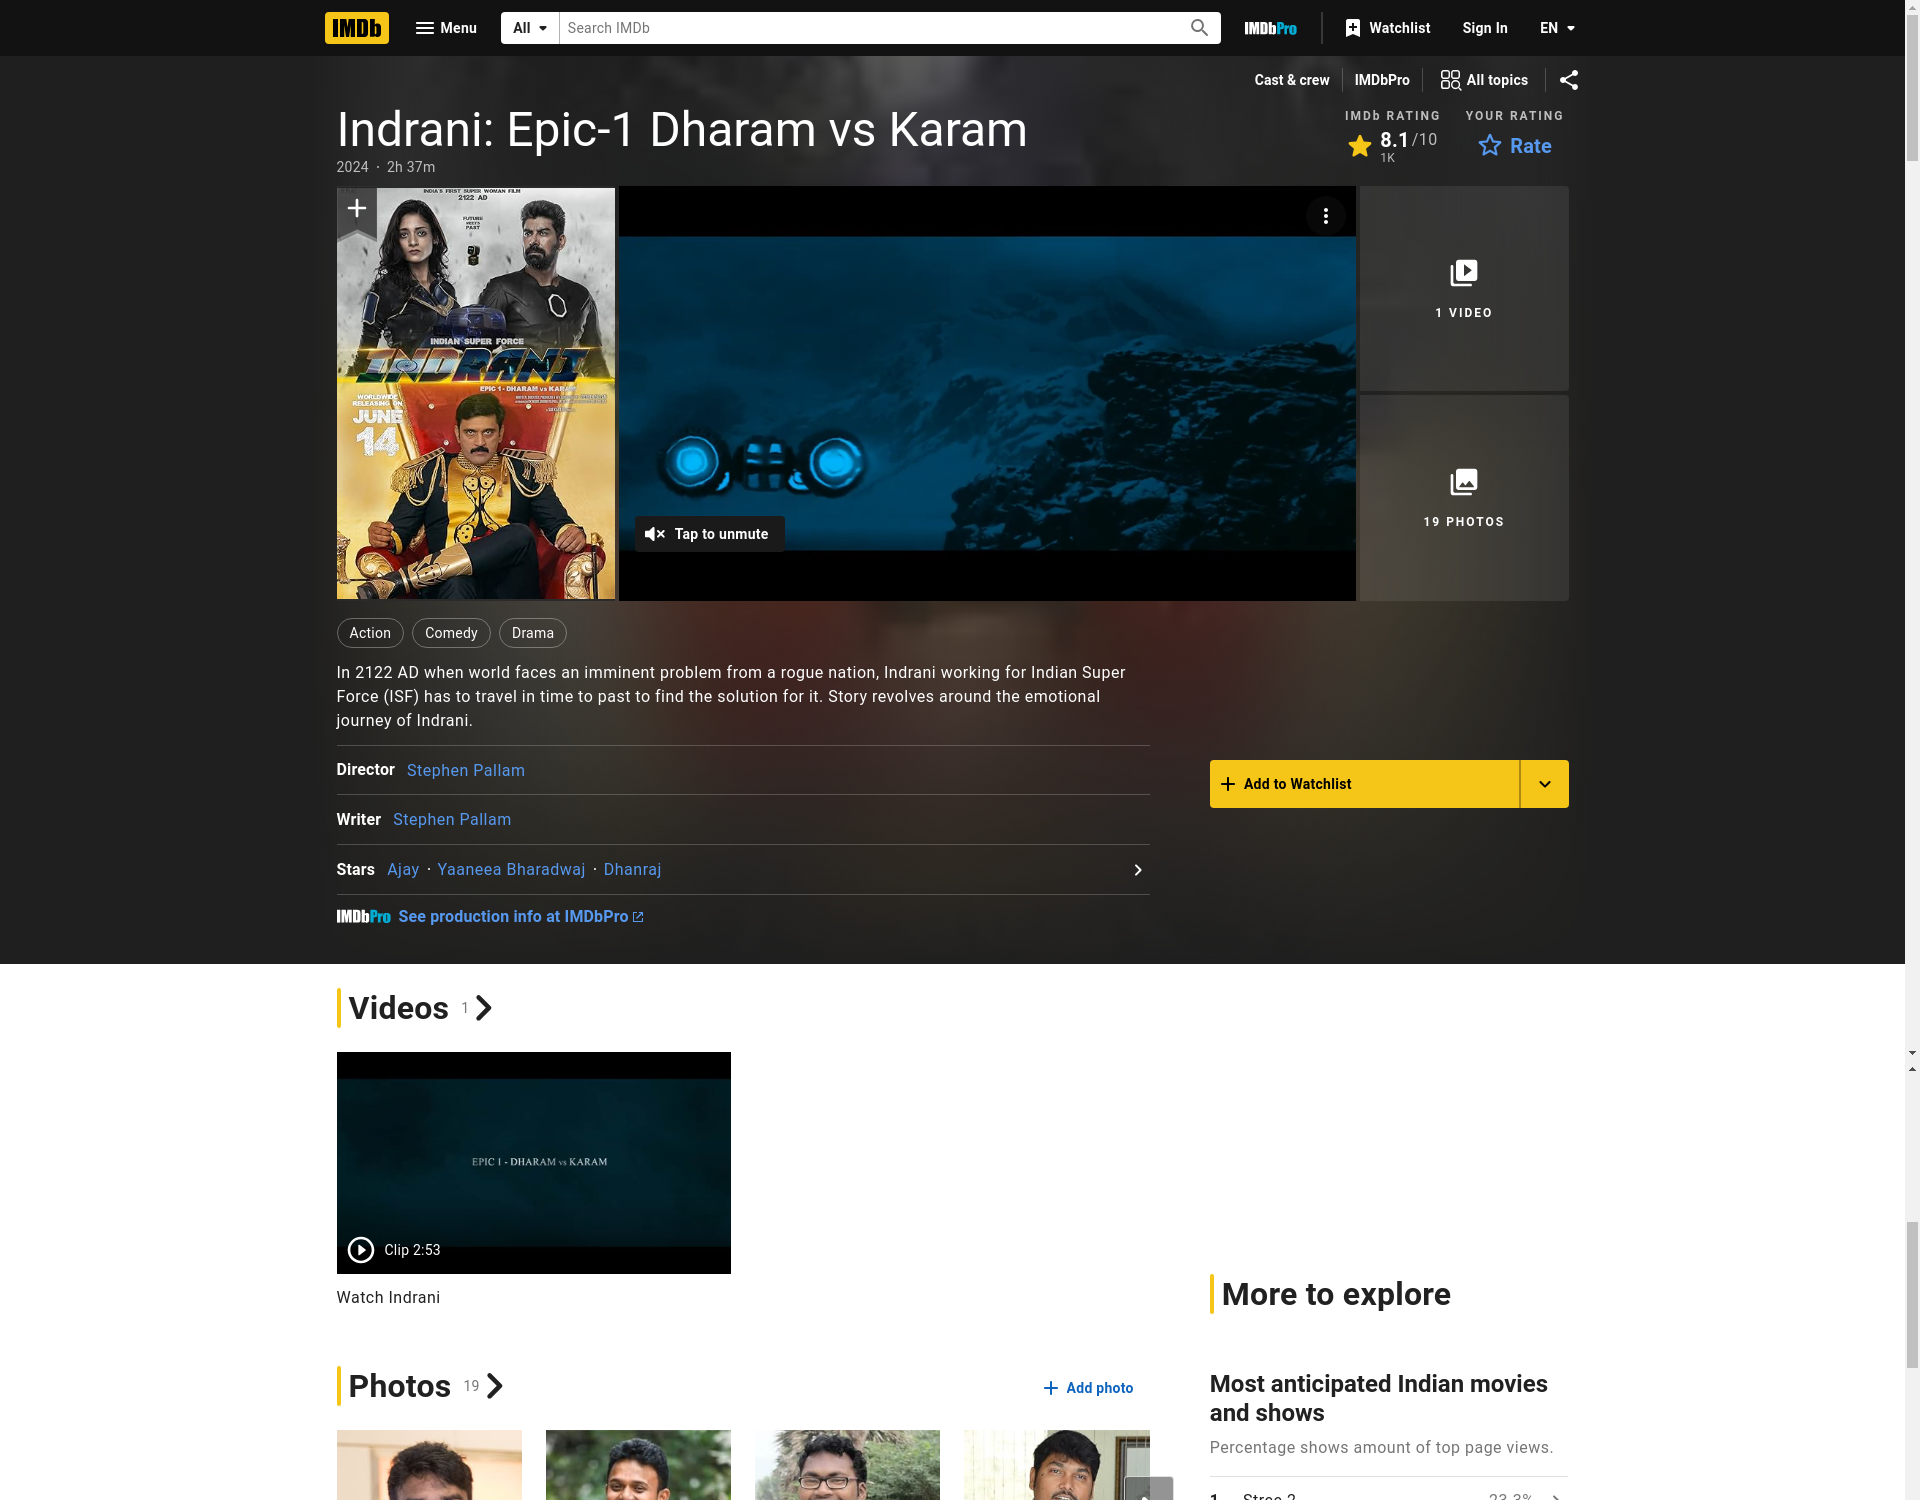 IMDb
Menu
All
Search IMDb
IMDbPro
Watchlist
Sign In
EN
Cast & crew
IMDbPro
All topics
Indrani: Epic-1 Dharam vs Karam
2024 · 2h 37m
IMDb RATING
8.1/10
1K
YOUR RATING
Rate
INDIA'S FIRST SUPER WOMAN FILM
2122 AD
FUTURE
MEETS
PAST
INDIAN SUPER FORCE
INDRANI
EPIC 1 - DHARAM vs KARAM
WORLDWIDE
RELEASING ON
JUNE
14
Tap to unmute
1 VIDEO
19 PHOTOS
Action
Comedy
Drama
In 2122 AD when world faces an imminent problem from a rogue nation, Indrani working for Indian Super
Force (ISF) has to travel in time to past to find the solution for it. Story revolves around the emotional
journey of Indrani.
Director Stephen Pallam
Writer Stephen Pallam
Stars Ajay · Yaaneea Bharadwaj · Dhanraj
IMDbPro See production info at IMDbPro
Add to Watchlist
Videos 1
EPIC 1 - DHARAM vs KARAM
Clip 2:53
Watch Indrani
Photos 19
Add photo
More to explore
Most anticipated Indian movies
and shows
Percentage shows amount of top page views.
1 Stree 2 23.3%